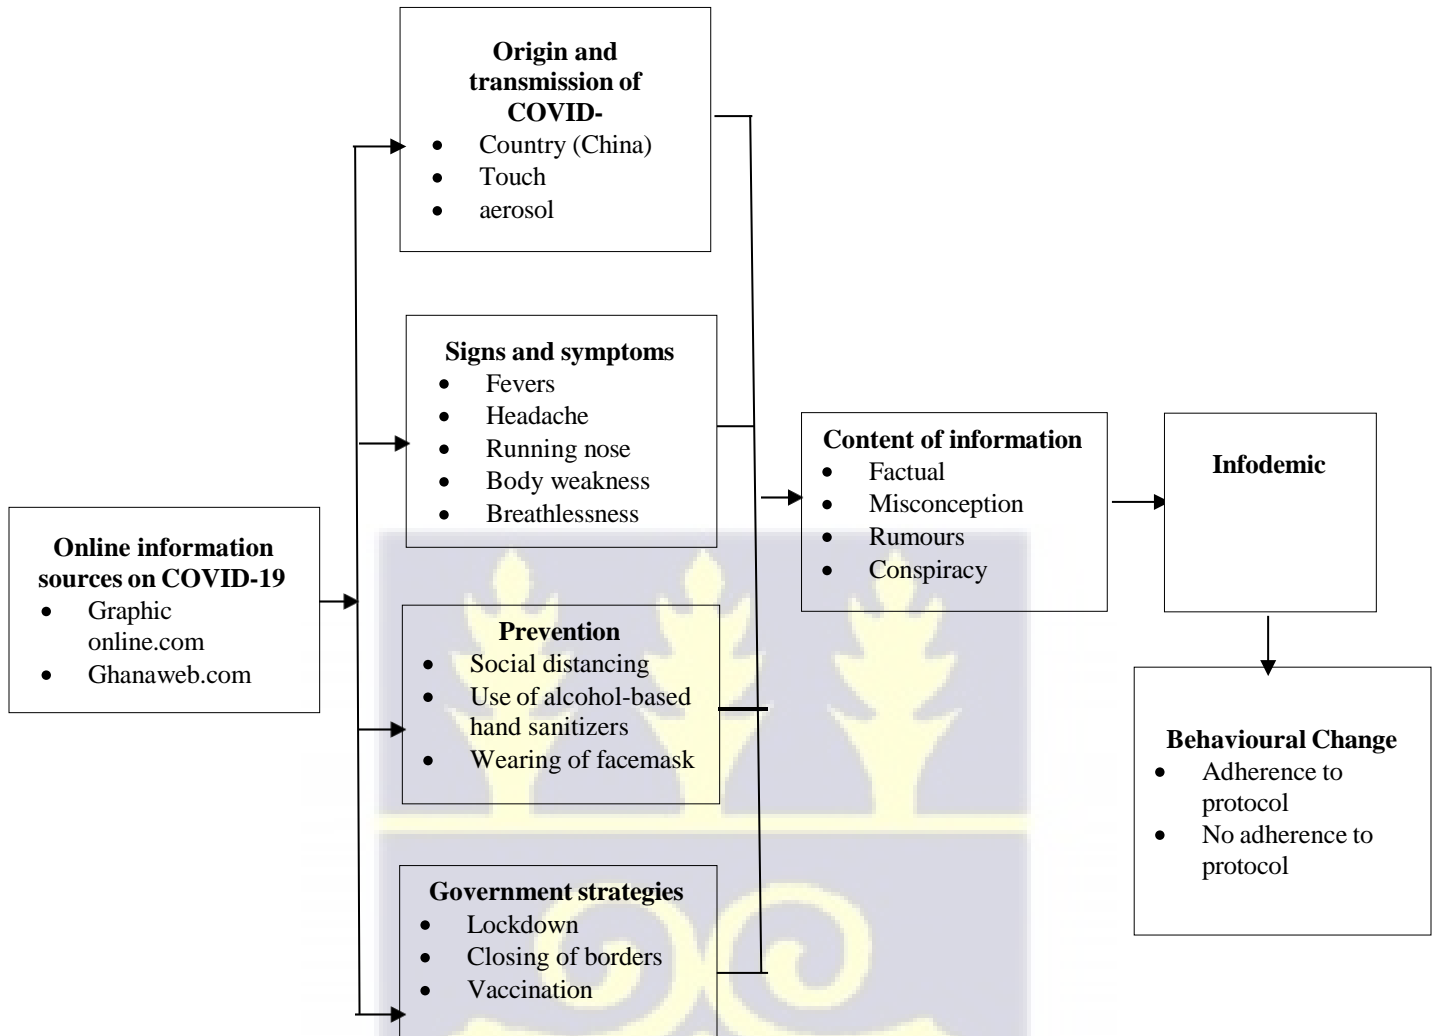 Origin and
transmission of
COVID-
• Country (China)
• Touch
• aerosol
Signs and symptoms
• Fevers
• Headache
• Running nose
• Body weakness
• Breathlessness
Online information
sources on COVID-19
• Graphic
online.com
• Ghanaweb.com
Prevention
• Social distancing
• Use of alcohol-based
hand sanitizers
• Wearing of facemask
Government strategies
• Lockdown
• Closing of borders
• Vaccination
Content of information
• Factual
• Misconception
• Rumours
• Conspiracy
Infodemic
Behavioural Change
• Adherence to
protocol
• No adherence to
protocol